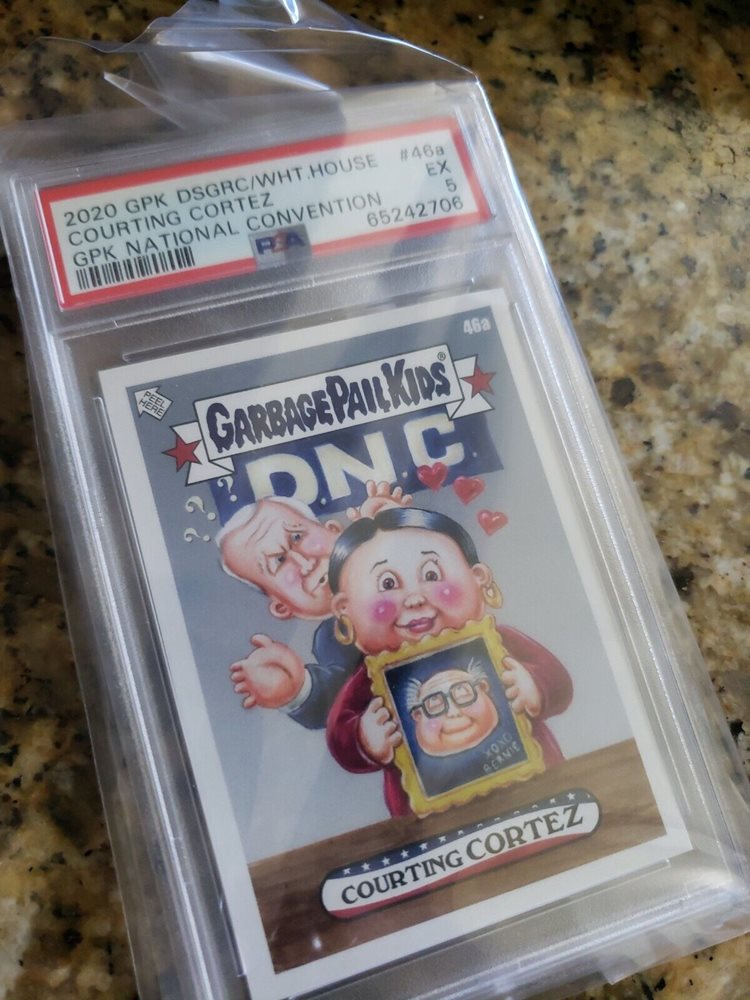 2020 GPK DSGRC/WHT.HOUSE #46a
COURTING CORTEZ EX
GPK NATIONAL CONVENTION 5
65242706
PSA
46a
PEEL
HERE
GARBAGE PAIL KIDS®
D.N.C
? ? ? ?
XOXO
BERNIE
COURTING CORTEZ